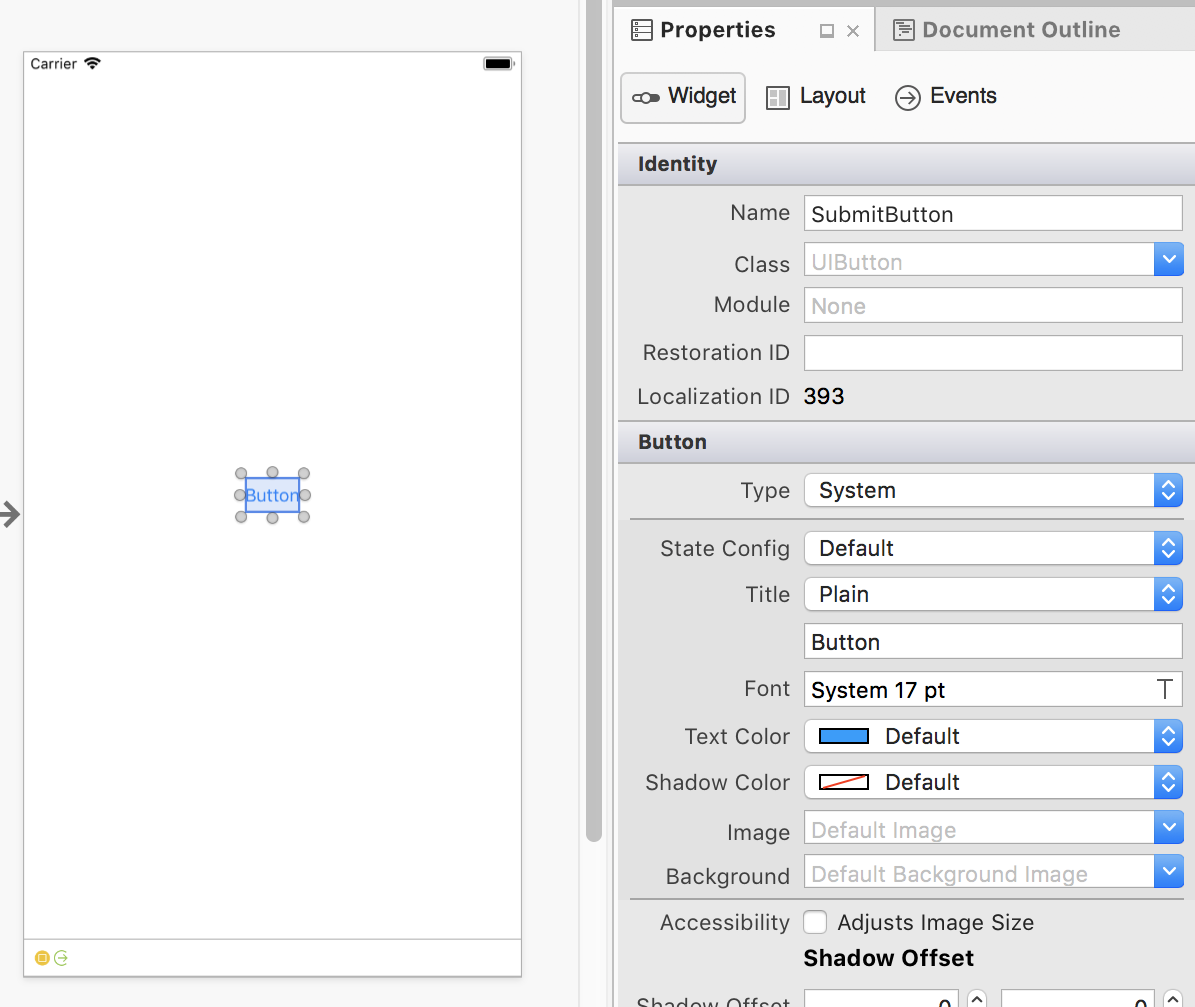 Carrier
Button
Properties
Document Outline
Widget
Layout
Events
Identity
Name SubmitButton
Class UIButton
Module None
Restoration ID
Localization ID 393
Button
Type System
State Config Default
Title Plain
Button
Font System 17 pt T
Text Color Default
Shadow Color Default
Image Default Image
Background Default Background Image
Accessibility Adjusts Image Size
Shadow Offset
Shadow Offset 0 0